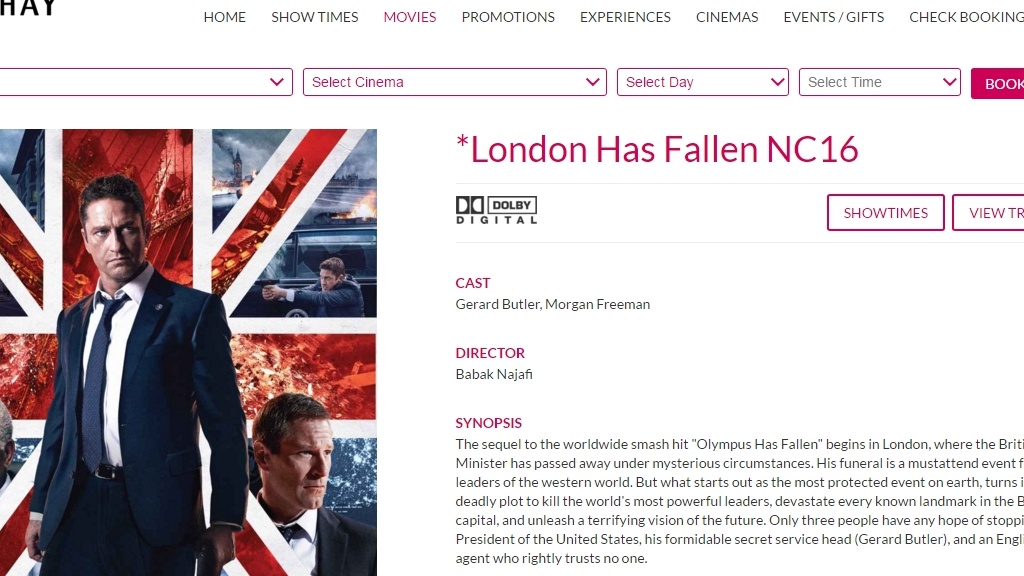 HAY
HOME SHOW TIMES MOVIES PROMOTIONS EXPERIENCES CINEMAS EVENTS / GIFTS CHECK BOOKING
Select Cinema Select Day Select Time BOOK
*London Has Fallen NC16
DOLBY
DIGITAL
SHOWTIMES VIEW TR
CAST
Gerard Butler, Morgan Freeman
DIRECTOR
Babak Najafi
SYNOPSIS
The sequel to the worldwide smash hit "Olympus Has Fallen" begins in London, where the Briti
Minister has passed away under mysterious circumstances. His funeral is a mustattend event f
leaders of the western world. But what starts out as the most protected event on earth, turns i
deadly plot to kill the world's most powerful leaders, devastate every known landmark in the B
capital, and unleash a terrifying vision of the future. Only three people have any hope of stoppi
President of the United States, his formidable secret service head (Gerard Butler), and an Engli
agent who rightly trusts no one.